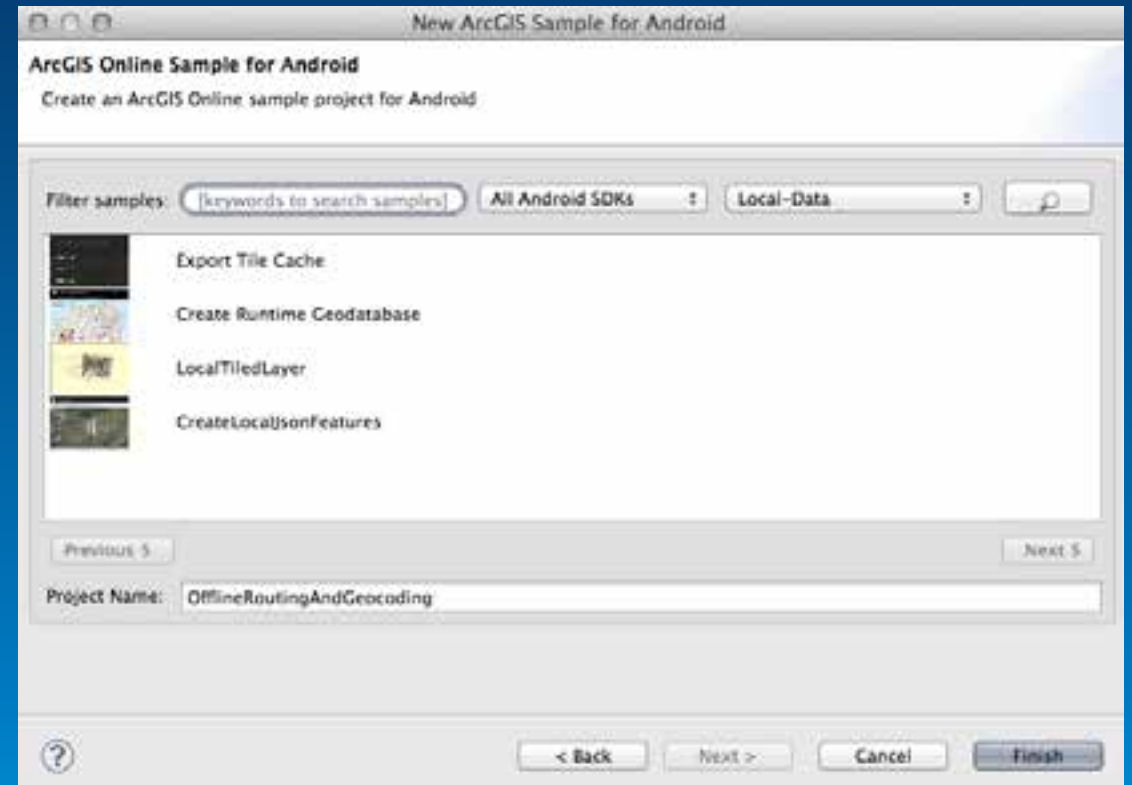 New ArcGIS Sample for Android
ArcGIS Online Sample for Android
Create an ArcGIS Online sample project for Android
Filter samples: [keywords to search samples] All Android SDKs Local-Data
Export Tile Cache
Create Runtime Geodatabase
LocalTiledLayer
CreateLocalJsonFeatures
Previous 5 Next 5
Project Name: OfflineRoutingAndGeocoding
? < Back Next > Cancel Finish